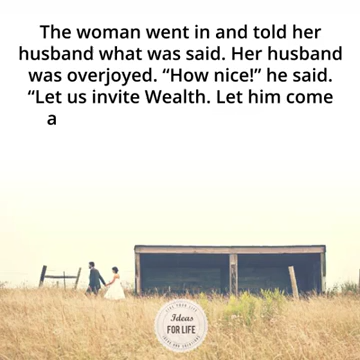 The woman went in and told her
husband what was said. Her husband
was overjoyed. “How nice!” he said.
“Let us invite Wealth. Let him come
a
Ideas
FOR LIFE